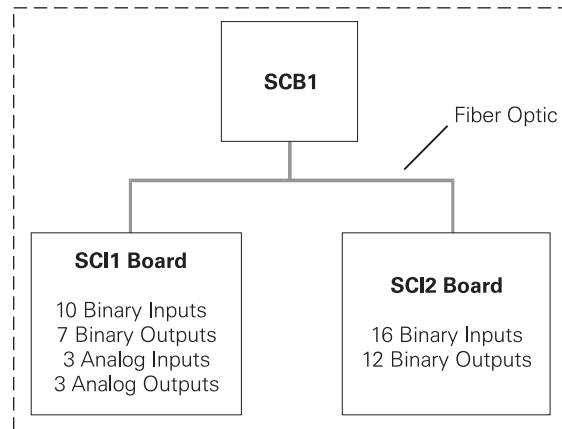 SCB1
Fiber Optic
SCI1 Board
10 Binary Inputs
7 Binary Outputs
3 Analog Inputs
3 Analog Outputs
SCI2 Board
16 Binary Inputs
12 Binary Outputs